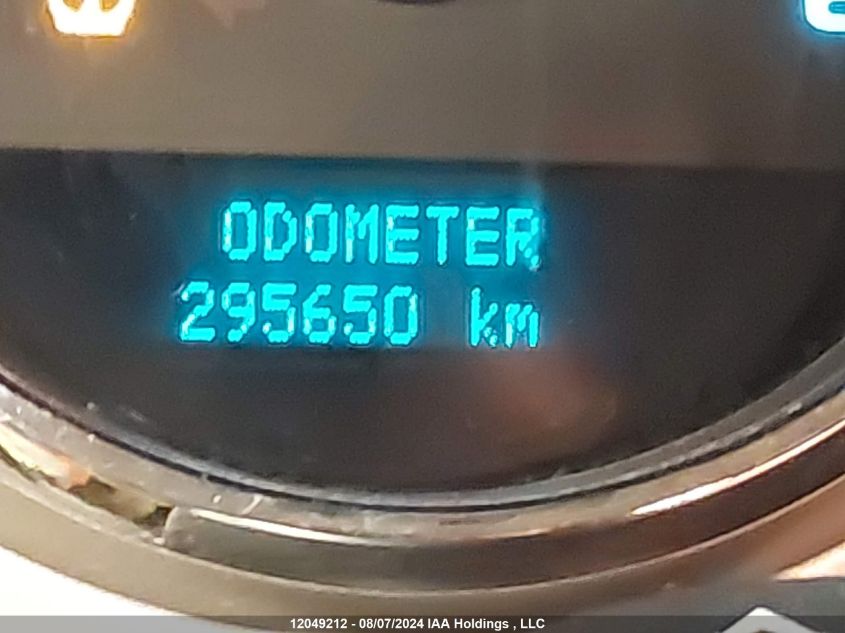 ODOMETER
295650 km
12049212 - 08/07/2024 IAA Holdings , LLC